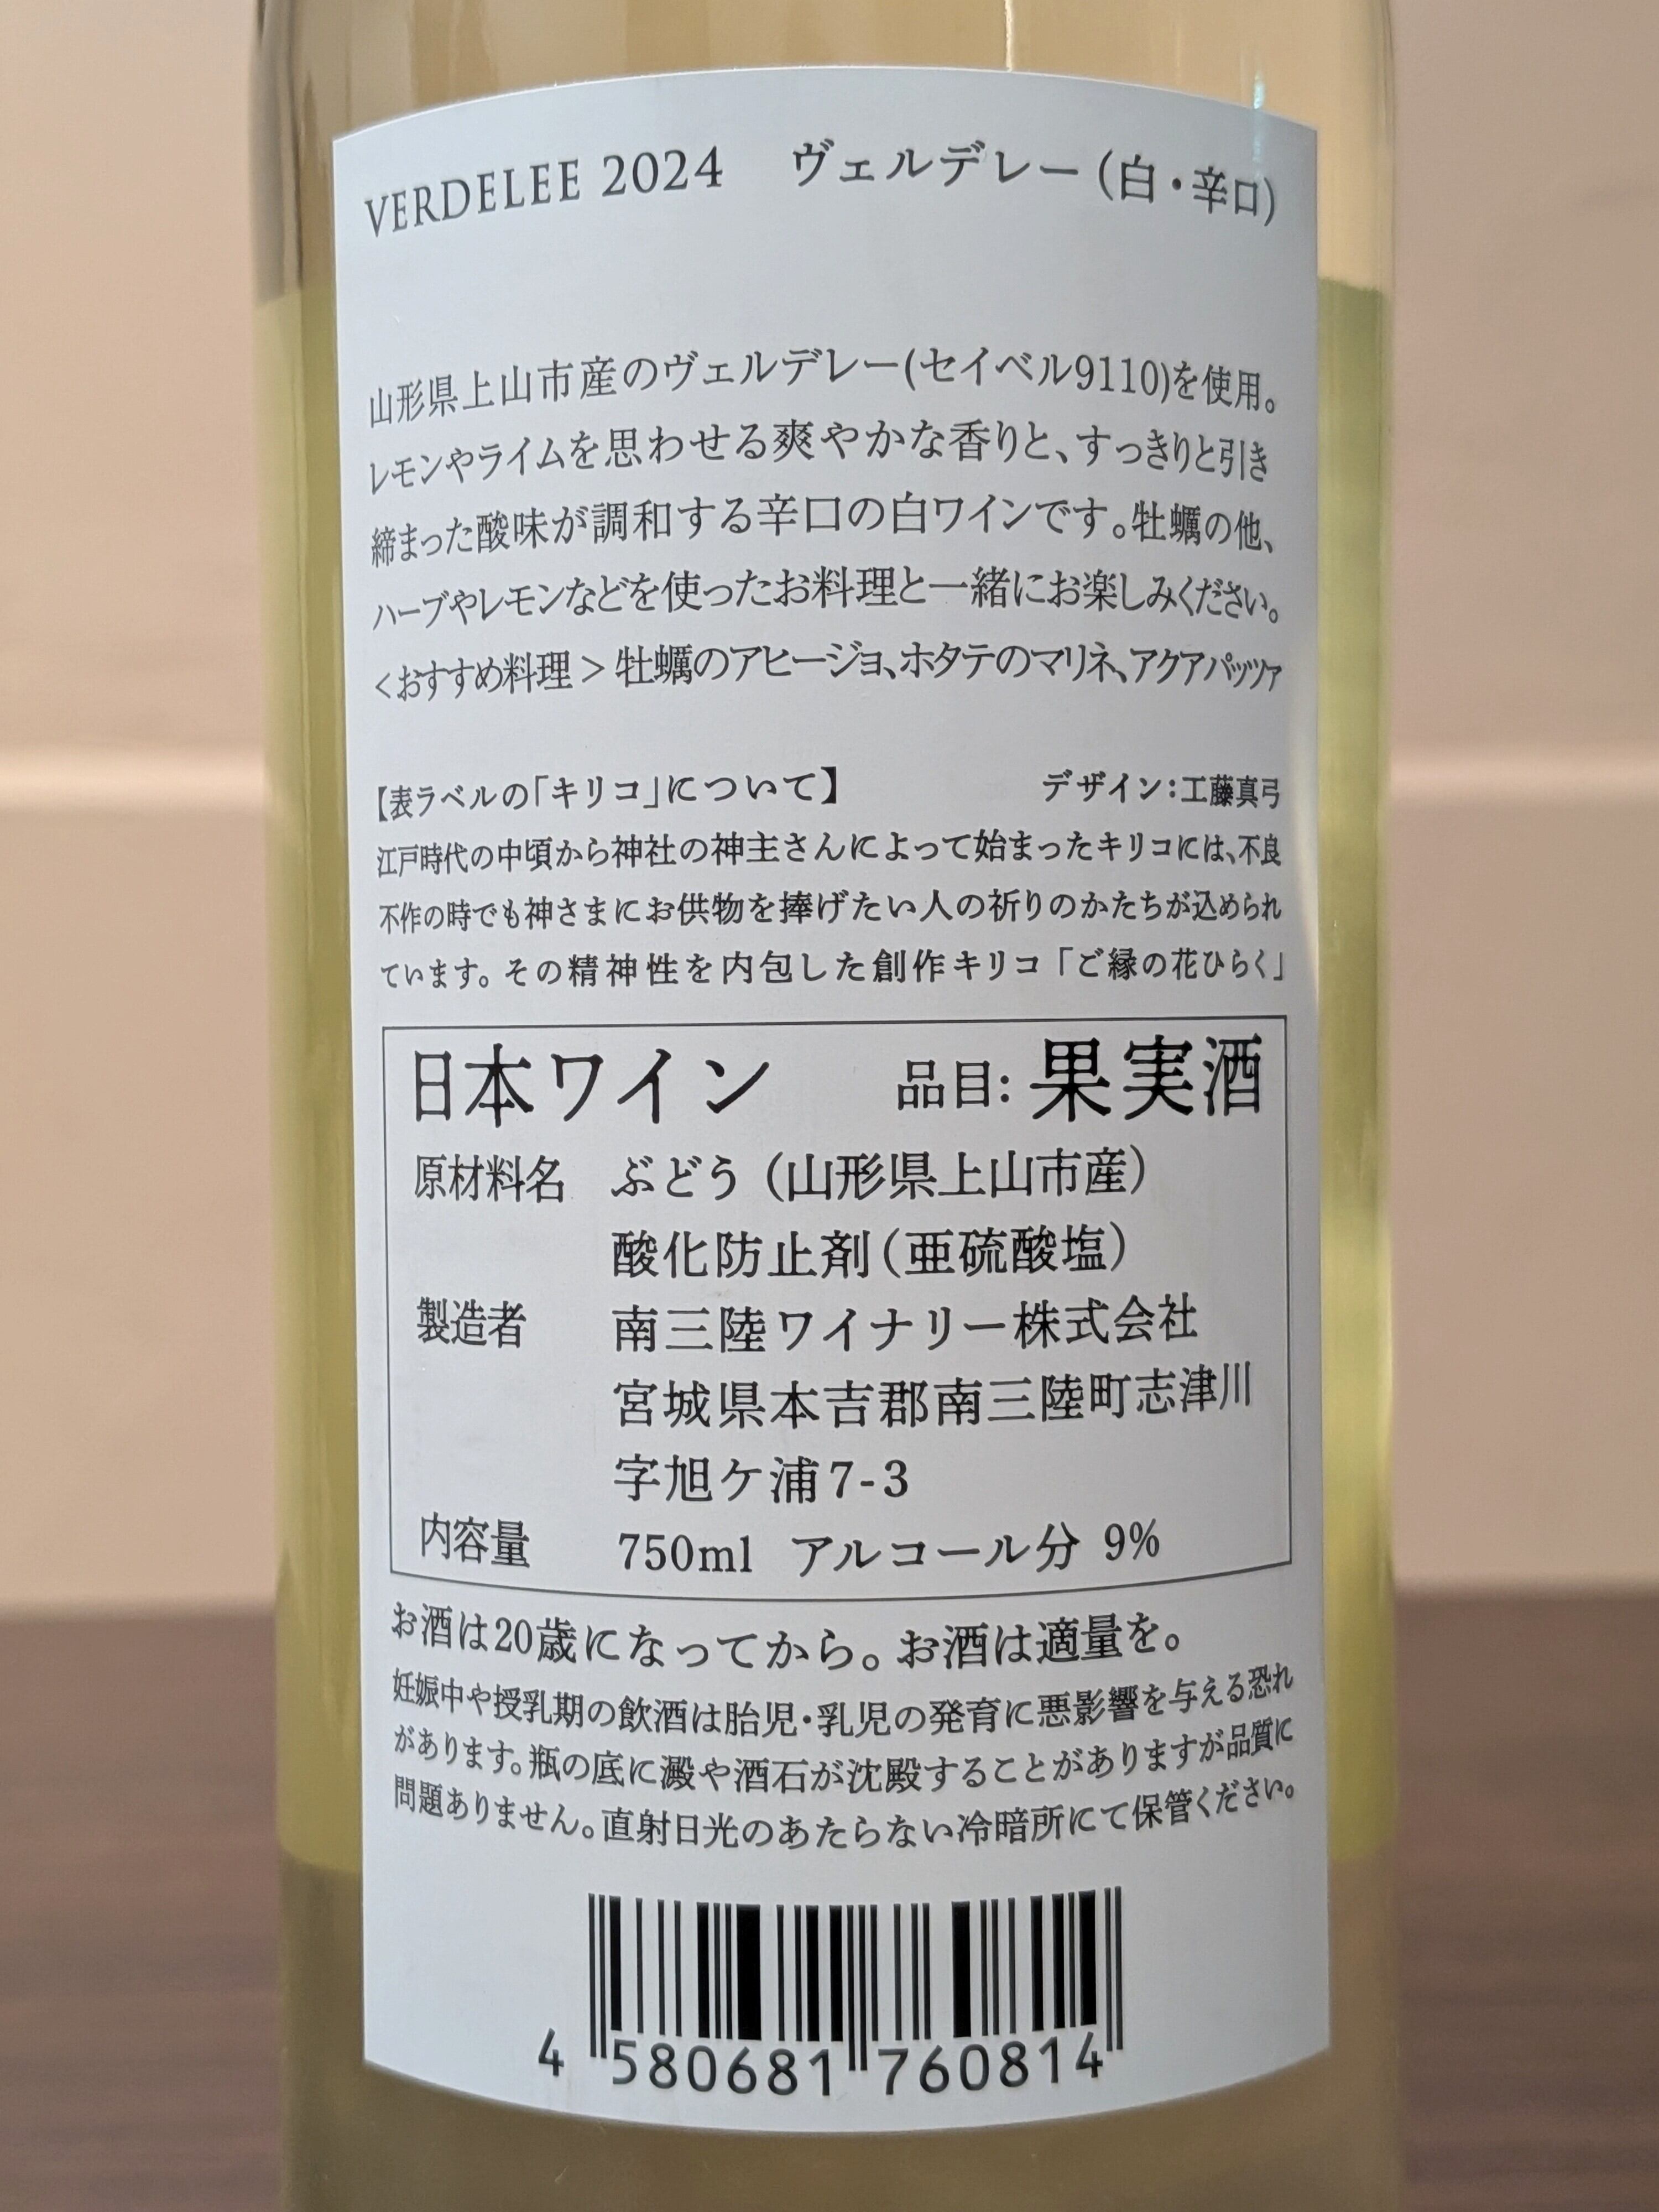 VERDELEE 2024　ヴェルデレー(白・辛口)
山形県上山市産のヴェルデレー(セイベル9110)を使用。
レモンやライムを思わせる爽やかな香りと、すっきりと引き
締まった酸味が調和する辛口の白ワインです。牡蠣の他、
ハーブやレモンなどを使ったお料理と一緒にお楽しみください。
<おすすめ料理>牡蠣のアヒージョ、ホタテのマリネ、アクアパッツァ
【表ラベルの「キリコ」について】　デザイン:工藤真弓
江戸時代の中頃から神社の神主さんによって始まったキリコには、不良
不作の時でも神さまにお供物を捧げたい人の祈りのかたちが込められ
ています。その精神性を内包した創作キリコ「ご縁の花ひらく」
日本ワイン　品目:果実酒
原材料名　ぶどう(山形県上山市産)
酸化防止剤(亜硫酸塩)
製造者　南三陸ワイナリー株式会社
宮城県本吉郡南三陸町志津川
字旭ケ浦7-3
内容量　750ml　アルコール分 9%
お酒は20歳になってから。お酒は適量を。
妊娠中や授乳期の飲酒は胎児・乳児の発育に悪影響を与える恐れ
があります。瓶の底に澱や酒石が沈殿することがありますが品質に
問題ありません。直射日光のあたらない冷暗所にて保管ください。
4 580681 760814